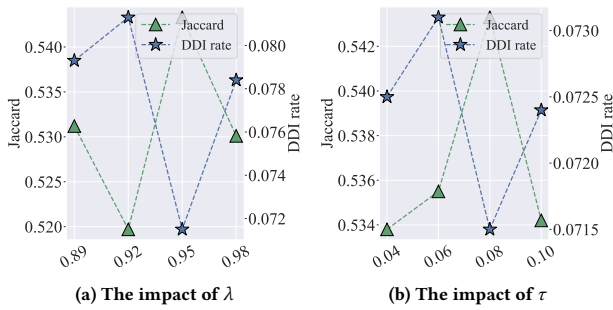 Jaccard
DDI rate
0.540
0.535
0.530
0.525
0.520
Jaccard
0.080
0.078
0.076
0.074
0.072
DDI rate
0.89
0.92
0.95
0.98
(a) The impact of λ
Jaccard
DDI rate
0.542
0.540
0.538
0.536
0.534
Jaccard
0.0730
0.0725
0.0720
0.0715
DDI rate
0.04
0.06
0.08
0.10
(b) The impact of τ